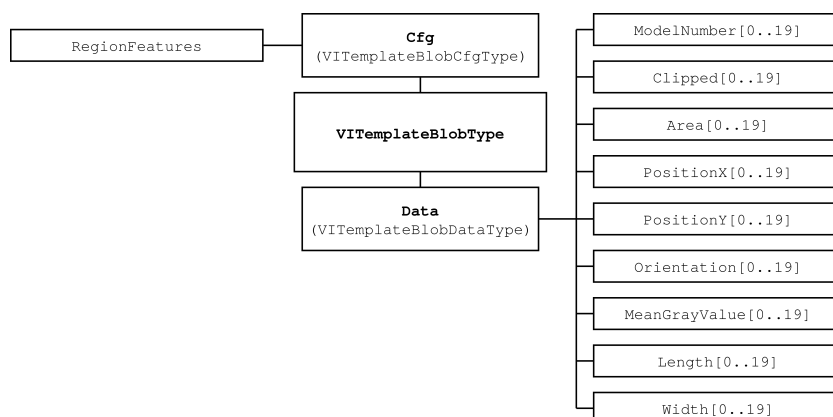 RegionFeatures
Cfg
(VITemplateBlobCfgType)
VITemplateBlobType
Data
(VITemplateBlobDataType)
ModelNumber[0..19]
Clipped[0..19]
Area[0..19]
PositionX[0..19]
PositionY[0..19]
Orientation[0..19]
MeanGrayValue[0..19]
Length[0..19]
Width[0..19]